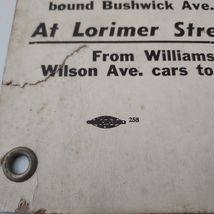 bound Bushwick Ave.
At Lorimer Stre
From Williams
Wilson Ave. cars to
258